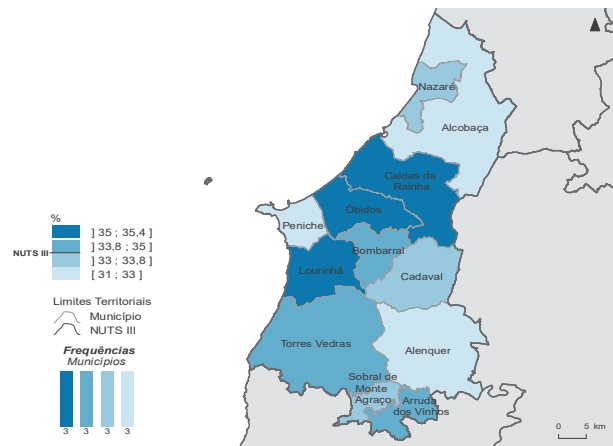 Nazaré
Alcobaça
Caldas da
Rainha
Óbidos
Peniche
Bombarral
Lourinhã
Cadaval
Torres Vedras
Alenquer
Sobral de
Monte
Agraço
Arruda
dos Vinhos
%
] 35 ; 35,4 ]
] 33,8 ; 35 ]
NUTS III
] 33 ; 33,8 ]
[ 31 ; 33 ]
Limites Territoriais
Município
NUTS III
Frequências
Municípios
3 3 3 3
0 5 km